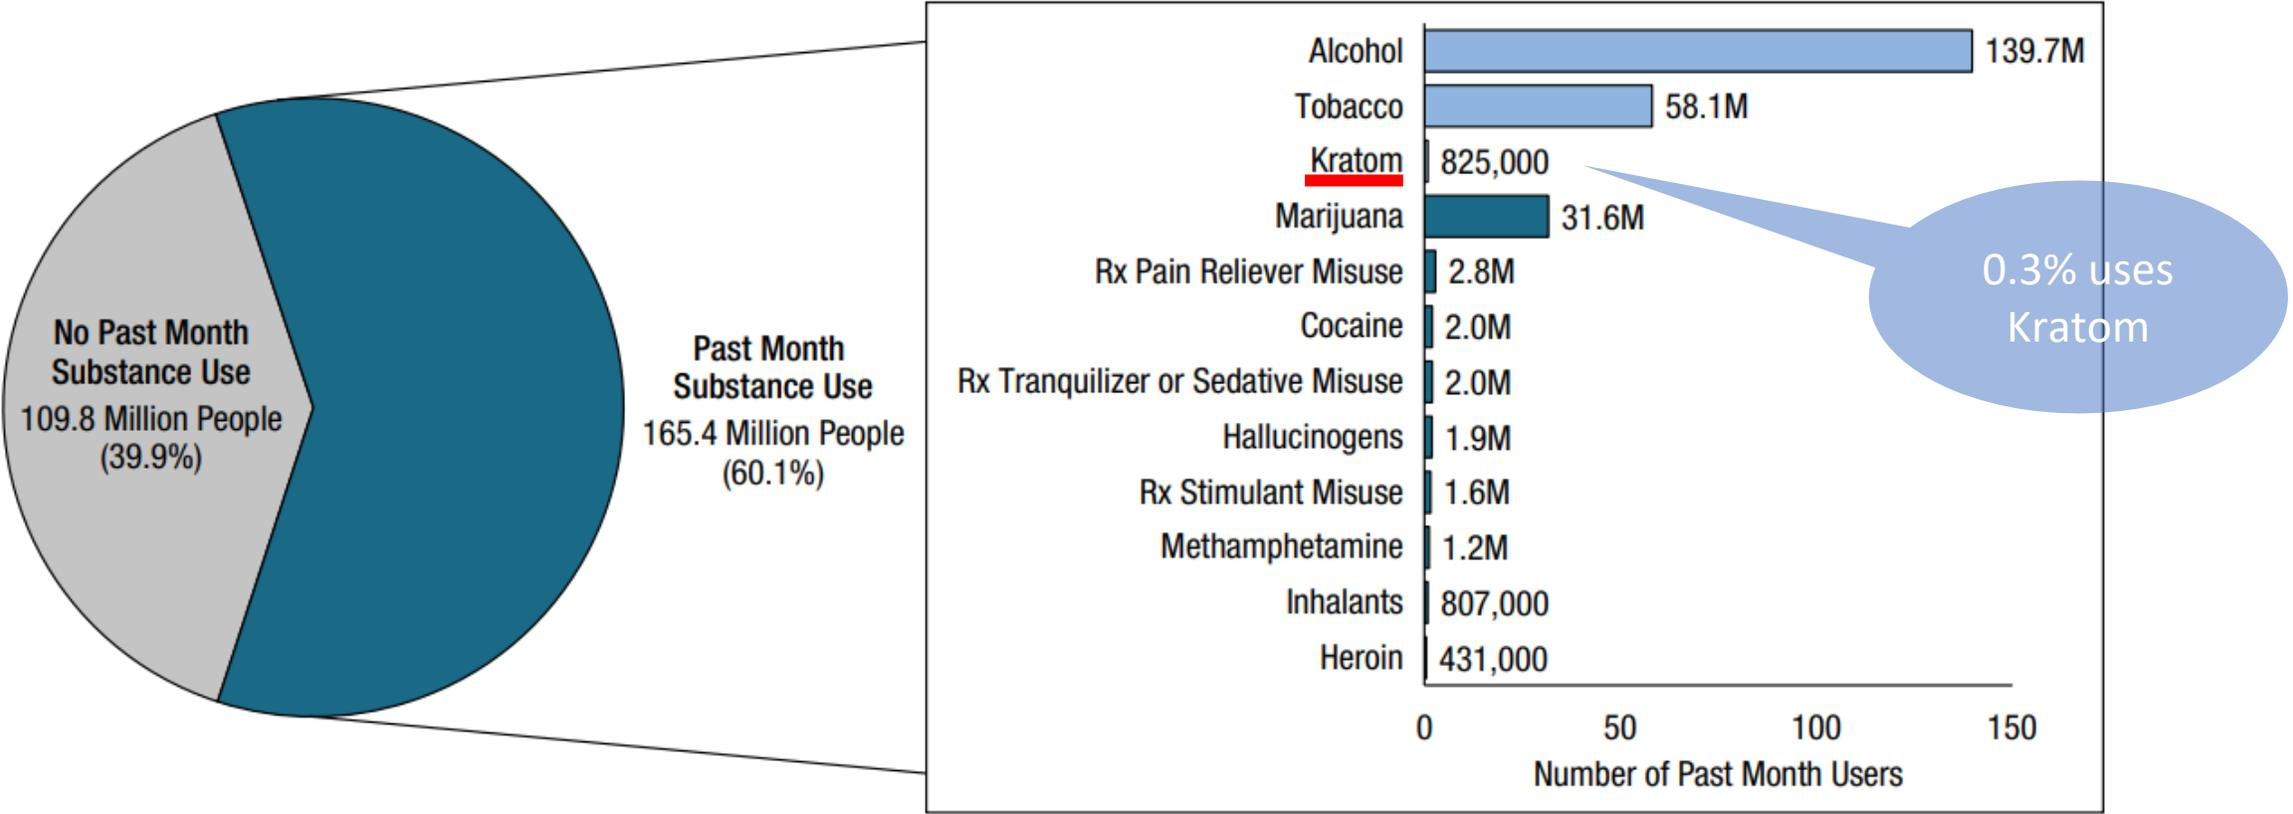 No Past Month
Substance Use
109.8 Million People
(39.9%)
Past Month
Substance Use
165.4 Million People
(60.1%)
Alcohol 139.7M
Tobacco 58.1M
Kratom 825,000
Marijuana 31.6M
Rx Pain Reliever Misuse 2.8M
Cocaine 2.0M
Rx Tranquilizer or Sedative Misuse 2.0M
Hallucinogens 1.9M
Rx Stimulant Misuse 1.6M
Methamphetamine 1.2M
Inhalants 807,000
Heroin 431,000
0 50 100 150
Number of Past Month Users
0.3% uses
Kratom